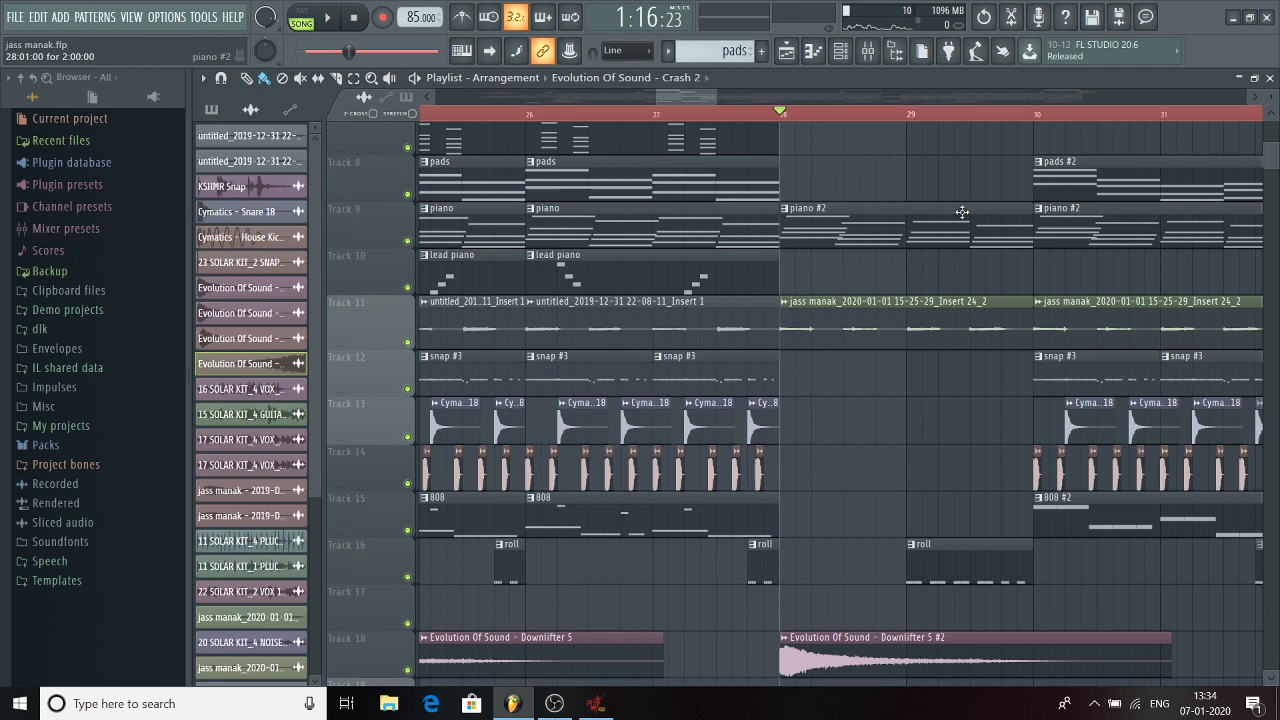 FILE EDIT ADD PATTERNS VIEW OPTIONS TOOLS HELP
PAT
SONG
85.000
3.2.
1:16:23
M:S:CS
10
1096 MB
0
jass manak.flp
28:01:00 for 2:00:00
piano #2
Line
pads
10-12 FL STUDIO 20.6
Released
Browser - All
Playlist - Arrangement
Evolution Of Sound - Crash 2
Current project
Recent files
Plugin database
Plugin presets
Channel presets
Mixer presets
Scores
Backup
Clipboard files
Demo projects
dlk
Envelopes
IL shared data
Impulses
Misc
My projects
Packs
Project bones
Recorded
Rendered
Sliced audio
Soundfonts
Speech
Templates
untitled_2019-12-31 22-..
untitled_2019-12-31 22-..
KSHMR Snap
Cymatics - Snare 18
Cymatics - House Kic..
23 SOLAR KIT_2 SNAP..
Evolution Of Sound -..
Evolution Of Sound -..
Evolution Of Sound -..
Evolution Of Sound -..
16 SOLAR KIT_4 VOX_..
15 SOLAR KIT_4 GUITA..
17 SOLAR KIT_4 VOX_..
17 SOLAR KIT_4 VOX_..
jass manak - 2019-D..
jass manak - 2019-D..
11 SOLAR KIT_4 PLUC..
11 SOLAR KIT_1 PLUC..
22 SOLAR KIT_2 VOX 1..
jass manak_2020-01-01..
20 SOLAR KIT_4 NOISE..
jass manak_2020-01..
Z-CROSS
STRETCH
26 27 28 29 30 31
Track 8
pads pads pads #2
Track 9
piano piano piano #2 piano #2
Track 10
lead piano lead piano
Track 11
untitled_201..11_Insert 1 untitled_2019-12-31 22-08-11_Insert 1 jass manak_2020-01-01 15-25-29_Insert 24_2 jass manak_2020-01-01 15-25-29_Insert 24_2
Track 12
snap #3 snap #3 snap #3 snap #3 snap #3
Track 13
Cyma..18 Cy..8 Cyma..18 Cyma..18 Cyma..18 Cy..8 Cyma..18 Cyma..18 Cyma..18
Track 14
Track 15
808 808 808 #2
Track 16
roll roll roll
Track 17
Track 18
Evolution Of Sound - Downlifter 5 Evolution Of Sound - Downlifter 5 #2
Type here to search
ENG
13:34
07-01-2020